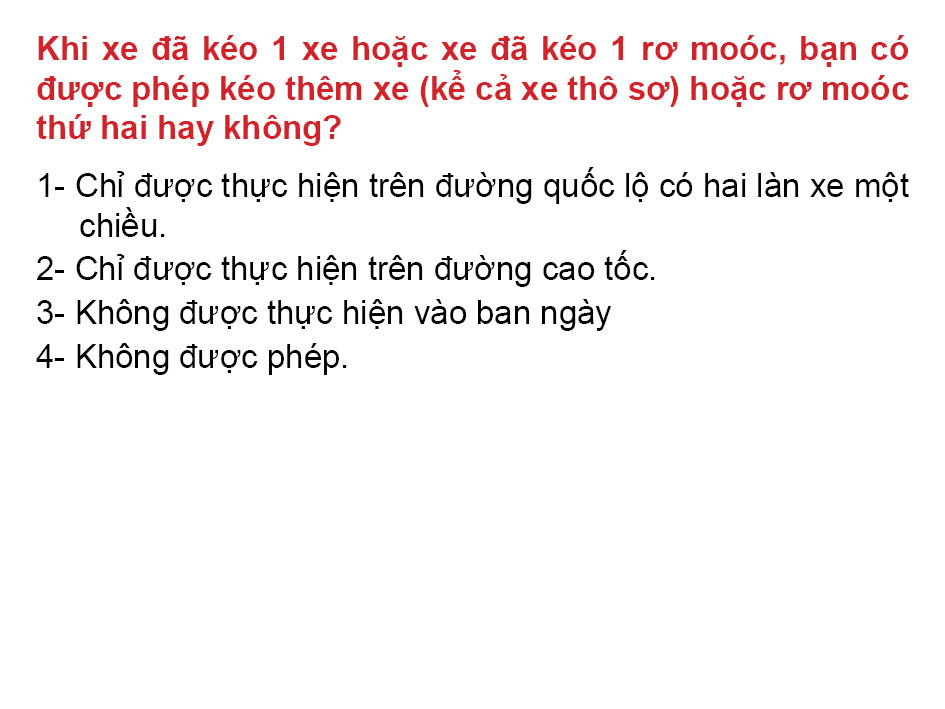 Khi xe đã kéo 1 xe hoặc xe đã kéo 1 rơ moóc, bạn có
được phép kéo thêm xe (kể cả xe thô sơ) hoặc rơ moóc
thứ hai hay không?
1- Chỉ được thực hiện trên đường quốc lộ có hai làn xe một
chiều.
2- Chỉ được thực hiện trên đường cao tốc.
3- Không được thực hiện vào ban ngày
4- Không được phép.